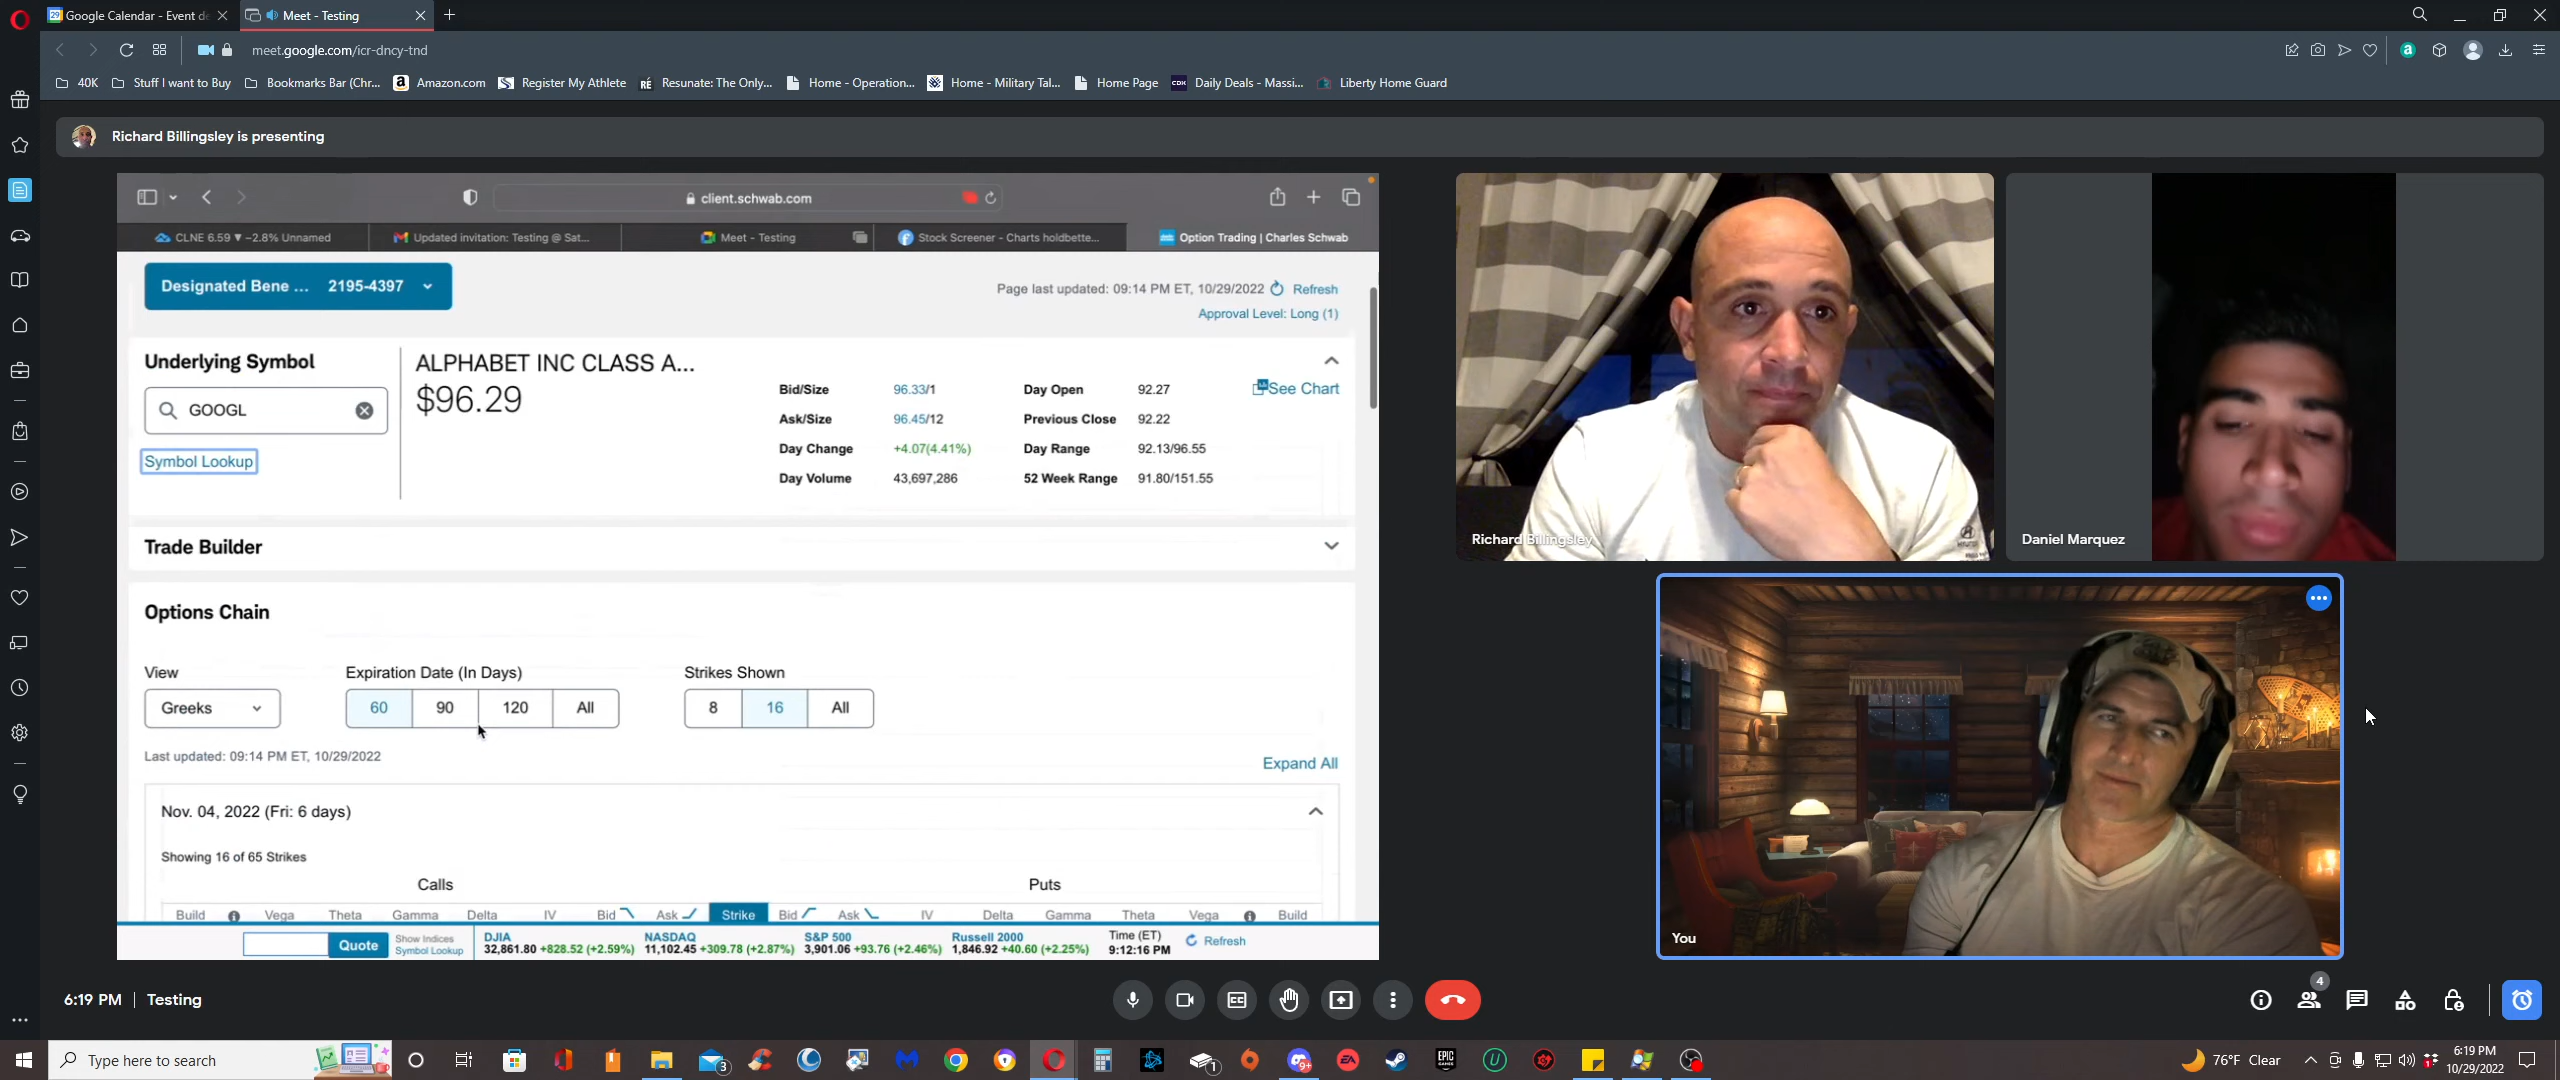 Google Calendar - Event de
Meet - Testing
meet.google.com/icr-dncy-tnd
40K
Stuff I want to Buy
Bookmarks Bar (Chr...
Amazon.com
Register My Athlete
Resunate: The Only...
Home - Operation...
Home - Military Tal...
Home Page
Daily Deals - Massi...
Liberty Home Guard
Richard Billingsley is presenting
client.schwab.com
CLNE 6.59 ▼ −2.8% Unnamed
Updated invitation: Testing @ Sat...
Meet - Testing
Stock Screener - Charts holdbette...
Option Trading | Charles Schwab
Designated Bene ... 2195-4397
Page last updated: 09:14 PM ET, 10/29/2022 Refresh
Approval Level: Long (1)
Underlying Symbol
GOOGL
Symbol Lookup
ALPHABET INC CLASS A...
$96.29
Bid/Size 96.33/1 Day Open 92.27
Ask/Size 96.45/12 Previous Close 92.22
Day Change +4.07(4.41%) Day Range 92.13/96.55
Day Volume 43,697,286 52 Week Range 91.80/151.55
See Chart
Trade Builder
Options Chain
View Expiration Date (In Days) Strikes Shown
Greeks 60 90 120 All 8 16 All
Last updated: 09:14 PM ET, 10/29/2022
Expand All
Nov. 04, 2022 (Fri: 6 days)
Showing 16 of 65 Strikes
Calls Puts
Build Vega Theta Gamma Delta IV Bid Ask Strike Bid Ask IV Delta Gamma Theta Vega Build
Quote
Show Indices
Symbol Lookup
DJIA
32,861.80 +828.52 (+2.59%)
NASDAQ
11,102.45 +309.78 (+2.87%)
S&P 500
3,901.06 +93.76 (+2.46%)
Russell 2000
1,846.92 +40.60 (+2.25%)
Time (ET)
9:12:16 PM
Refresh
Richard Billingsley
Daniel Marquez
You
6:19 PM | Testing
4
Type here to search
3
1
9+
76°F Clear
6:19 PM
10/29/2022